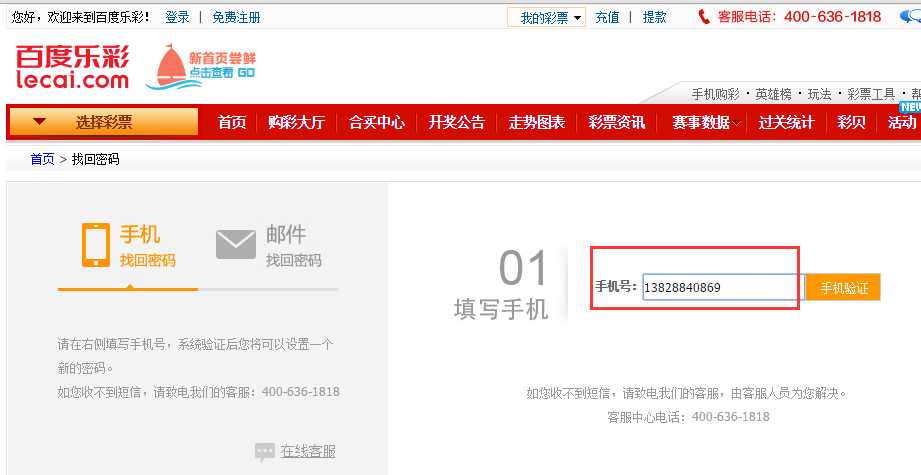 您好，欢迎来到百度乐彩！ 登录 | 免费注册 我的彩票 充值 | 提款 客服电话：400-636-1818
百度乐彩
lecai.com
新首页尝鲜
点击查看 GO
手机购彩 · 英雄榜 · 玩法 · 彩票工具 · 帮
NEW
选择彩票 首页 购彩大厅 合买中心 开奖公告 走势图表 彩票资讯 赛事数据 过关统计 彩贝 活动
首页 > 找回密码
手机
找回密码
邮件
找回密码
请在右侧填写手机号，系统验证后您将可以设置一个
新的密码。
如您收不到短信，请致电我们的客服：400-636-1818
在线客服
01
填写手机
手机号： 13828840869 手机验证
如您收不到短信，请致电我们的客服，由客服人员为您解决。
客服中心电话：400-636-1818